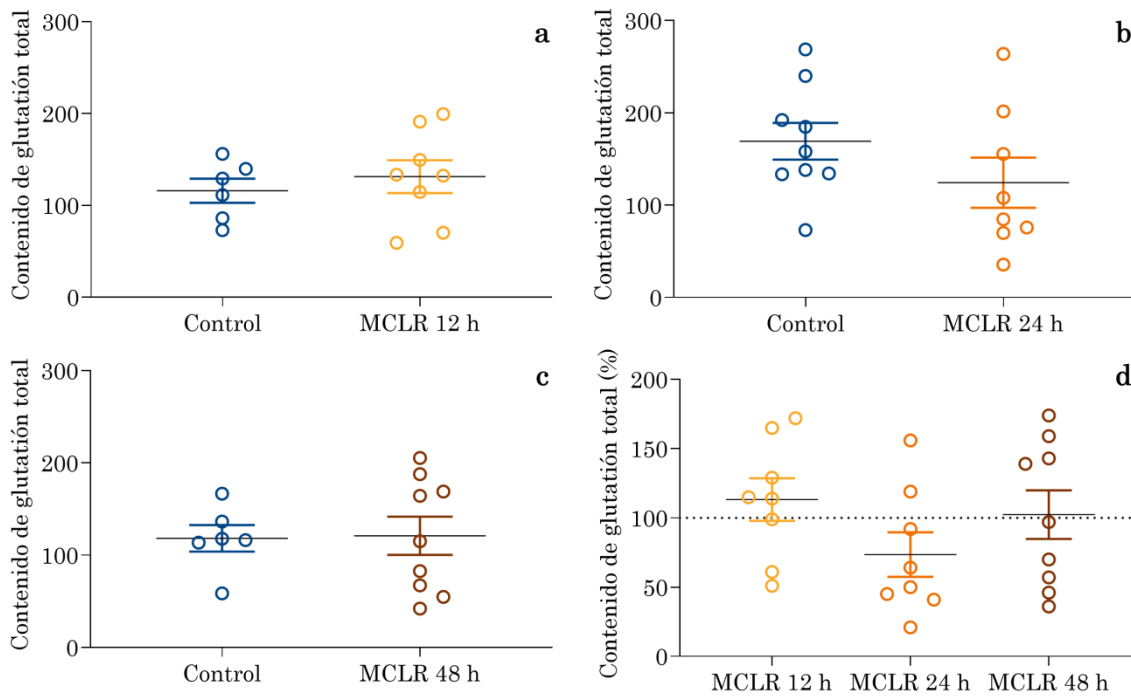 a
Contenido de glutatión total
300
200
100
0
Control
MCLR 12 h
b
Contenido de glutatión total
300
200
100
0
Control
MCLR 24 h
c
Contenido de glutatión total
300
200
100
0
Control
MCLR 48 h
d
Contenido de glutatión total (%)
200
150
100
50
0
MCLR 12 h
MCLR 24 h
MCLR 48 h